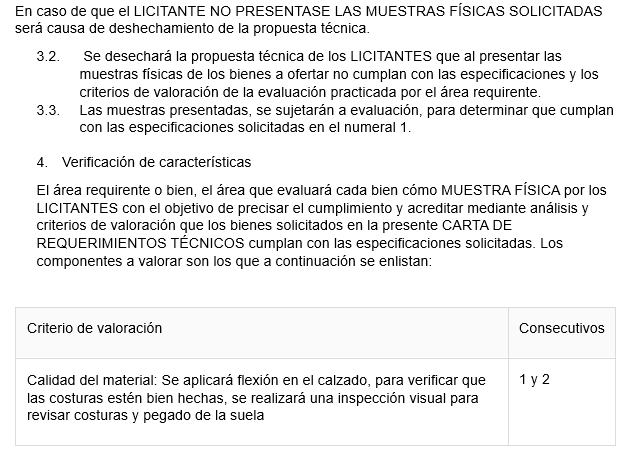 En caso de que el LICITANTE NO PRESENTASE LAS MUESTRAS FÍSICAS SOLICITADAS
será causa de deshechamiento de la propuesta técnica.
3.2. Se desechará la propuesta técnica de los LICITANTES que al presentar las
muestras físicas de los bienes a ofertar no cumplan con las especificaciones y los
criterios de valoración de la evaluación practicada por el área requirente.
3.3. Las muestras presentadas, se sujetarán a evaluación, para determinar que cumplan
con las especificaciones solicitadas en el numeral 1.
4. Verificación de características
El área requirente o bien, el área que evaluará cada bien cómo MUESTRA FÍSICA por los
LICITANTES con el objetivo de precisar el cumplimiento y acreditar mediante análisis y
criterios de valoración que los bienes solicitados en la presente CARTA DE
REQUERIMIENTOS TÉCNICOS cumplan con las especificaciones solicitadas. Los
componentes a valorar son los que a continuación se enlistan:
Criterio de valoración Consecutivos
Calidad del material: Se aplicará flexión en el calzado, para verificar que 1 y 2
las costuras estén bien hechas, se realizará una inspección visual para
revisar costuras y pegado de la suela